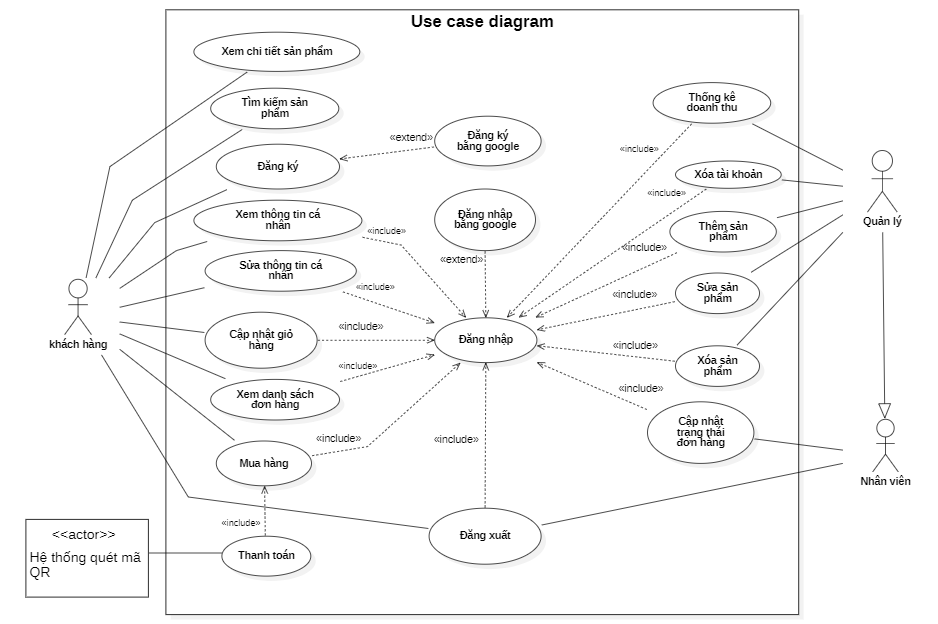 Use case diagram
Xem chi tiết sản phẩm
Tìm kiếm sản
phẩm
Thống kê
doanh thu
«extend»
Đăng ký
bằng google
Đăng ký
«include»
Xóa tài khoản
«include»
Xem thông tin cá
nhân
«include»
Đăng nhập
bằng google
Thêm sản
phẩm
Quản lý
«extend»
«include»
Sửa thông tin cá
nhân
«include»
«include»
Sửa sản
phẩm
khách hàng
Cập nhật giỏ
hàng
«include»
Đăng nhập
«include»
Xóa sản
phẩm
«include»
Xem danh sách
đơn hàng
«include»
Cập nhật
trạng thái
đơn hàng
«include»
«include»
Mua hàng
Nhân viên
«include»
<<actor>>
Hệ thống quét mã
QR
Thanh toán
Đăng xuất